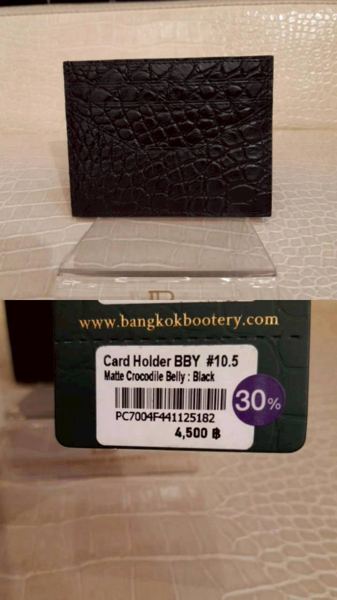 www.bangkokbootery.com
Card Holder BBY #10.5
Matte Crocodile Belly : Black
30%
PC7004F441125182
4,500 ฿